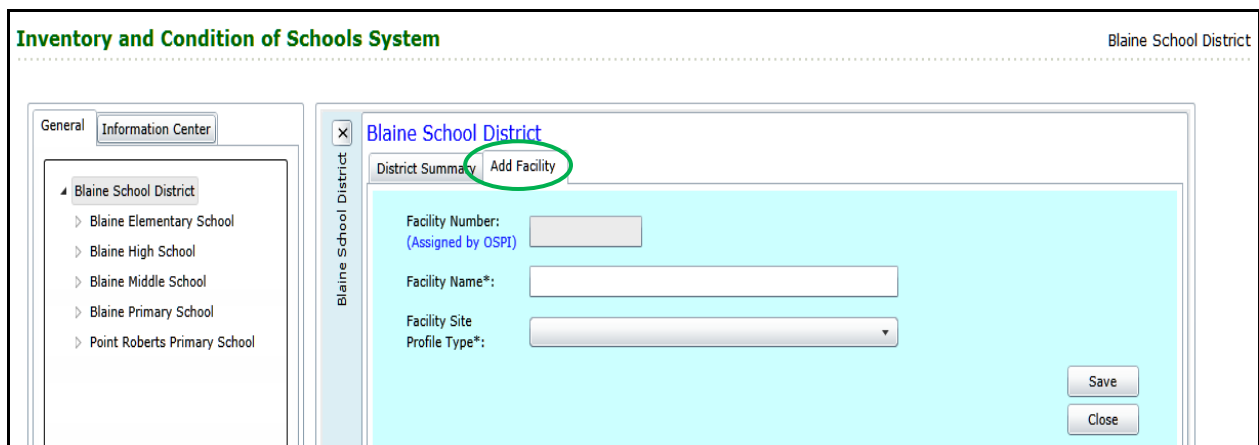 Inventory and Condition of Schools System
Blaine School District
General
Information Center
Blaine School District
Blaine Elementary School
Blaine High School
Blaine Middle School
Blaine Primary School
Point Roberts Primary School
Blaine School District
Blaine School District
District Summary
Add Facility
Facility Number:
(Assigned by OSPI)
Facility Name*:
Facility Site
Profile Type*:
Save
Close